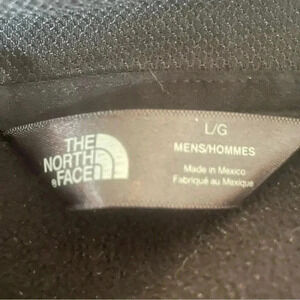 THE
NORTH
FACE
L/G
MENS/HOMMES
Made in Mexico
Fabriqué au Mexique